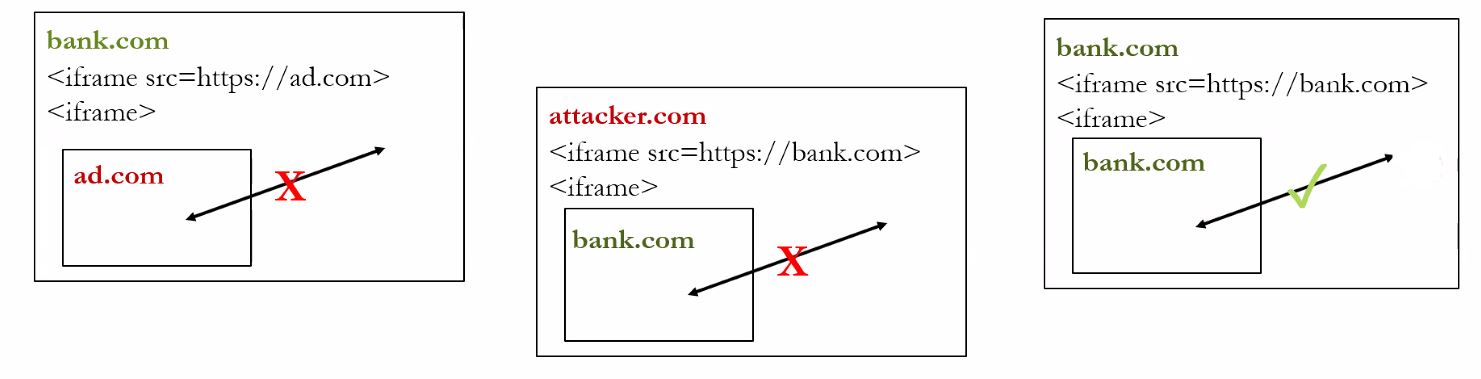 bank.com
<iframe src=https://ad.com>
<iframe>
ad.com
X
attacker.com
<iframe src=https://bank.com>
<iframe>
bank.com
X
bank.com
<iframe src=https://bank.com>
<iframe>
bank.com